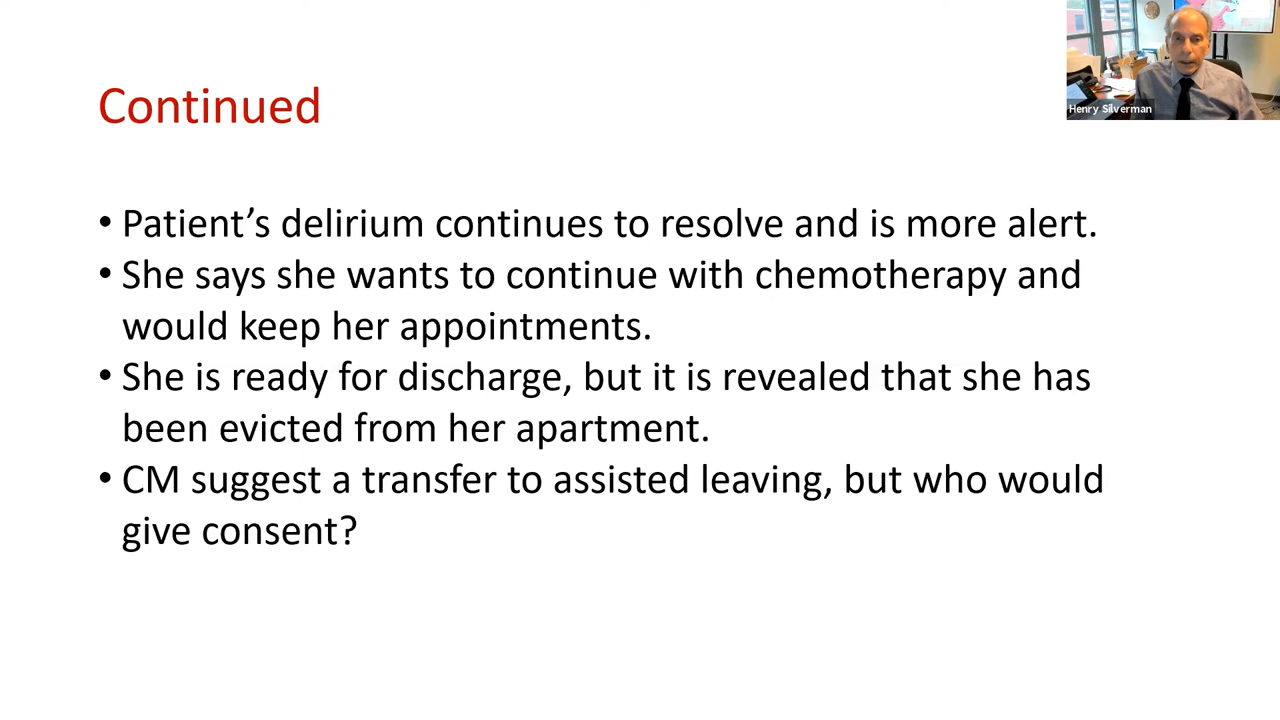 Henry Silverman
Continued
• Patient’s delirium continues to resolve and is more alert.
• She says she wants to continue with chemotherapy and
would keep her appointments.
• She is ready for discharge, but it is revealed that she has
been evicted from her apartment.
• CM suggest a transfer to assisted leaving, but who would
give consent?